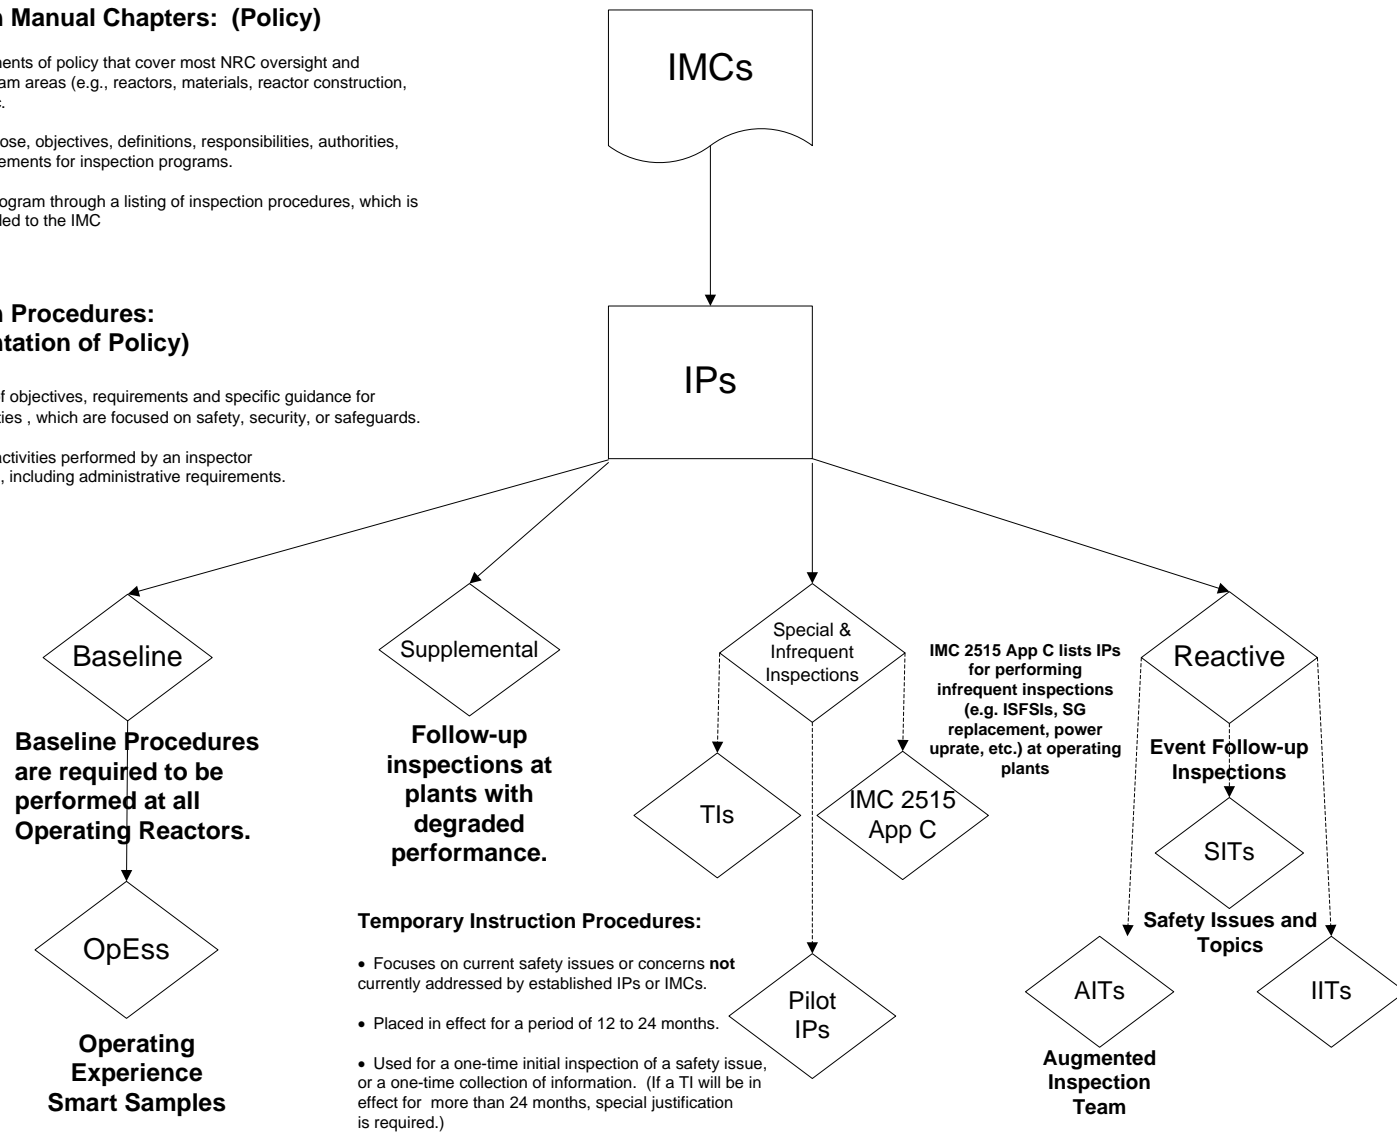 n Manual Chapters:  (Policy)
ments of policy that cover most NRC oversight and
am areas (e.g., reactors, materials, reactor construction,
c.
ose, objectives, definitions, responsibilities, authorities,
ements for inspection programs.
ogram through a listing of inspection procedures, which is
led to the IMC
IMCs
n Procedures:
ntation of Policy)
of objectives, requirements and specific guidance for
ties , which are focused on safety, security, or safeguards.
activities performed by an inspector
, including administrative requirements.
IPs
Baseline
Baseline Procedures
are required to be
performed at all
Operating Reactors.
OpEss
Operating
Experience
Smart Samples
Supplemental
Follow-up
inspections at
plants with
degraded
performance.
Special &
Infrequent
Inspections
IMC 2515 App C lists IPs
for performing
infrequent inspections
(e.g. ISFSIs, SG
replacement, power
uprate, etc.) at operating
plants
TIs
IMC 2515
App C
Pilot
IPs
Temporary Instruction Procedures:
• Focuses on current safety issues or concerns not
currently addressed by established IPs or IMCs.
• Placed in effect for a period of 12 to 24 months.
• Used for a one-time initial inspection of a safety issue,
or a one-time collection of information.  (If a TI will be in
effect for  more than 24 months, special justification
is required.)
Reactive
Event Follow-up
Inspections
SITs
Safety Issues and
Topics
AITs
Augmented
Inspection
Team
IITs